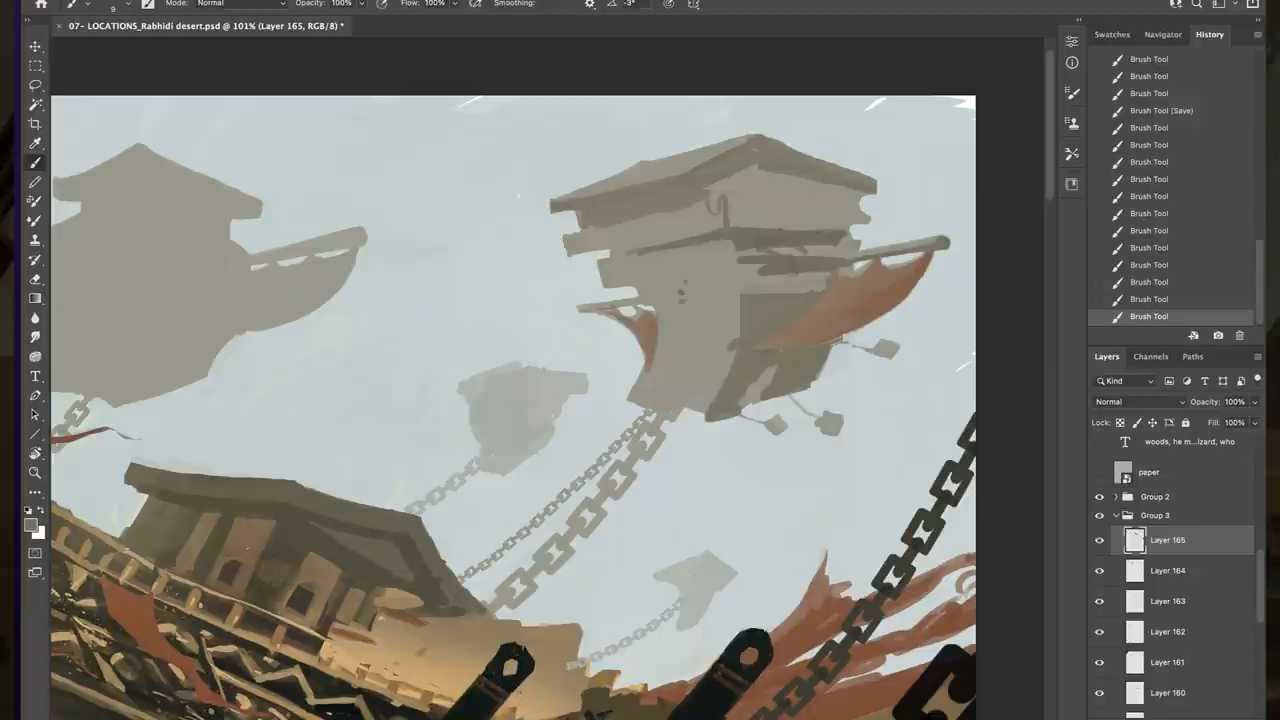 9 Mode: Normal Opacity: 100% Flow: 100% Smoothing: -3°
× 07- LOCATIONS_Rabhidi desert.psd @ 101% (Layer 165, RGB/8) *
Swatches Navigator History
Brush Tool
Brush Tool
Brush Tool
Brush Tool (Save)
Brush Tool
Brush Tool
Brush Tool
Brush Tool
Brush Tool
Brush Tool
Brush Tool
Brush Tool
Brush Tool
Brush Tool
Brush Tool
Brush Tool
Layers Channels Paths
Kind
Normal Opacity: 100%
Lock: Fill: 100%
woods, he m...izard, who
paper
Group 2
Group 3
Layer 165
Layer 164
Layer 163
Layer 162
Layer 161
Layer 160